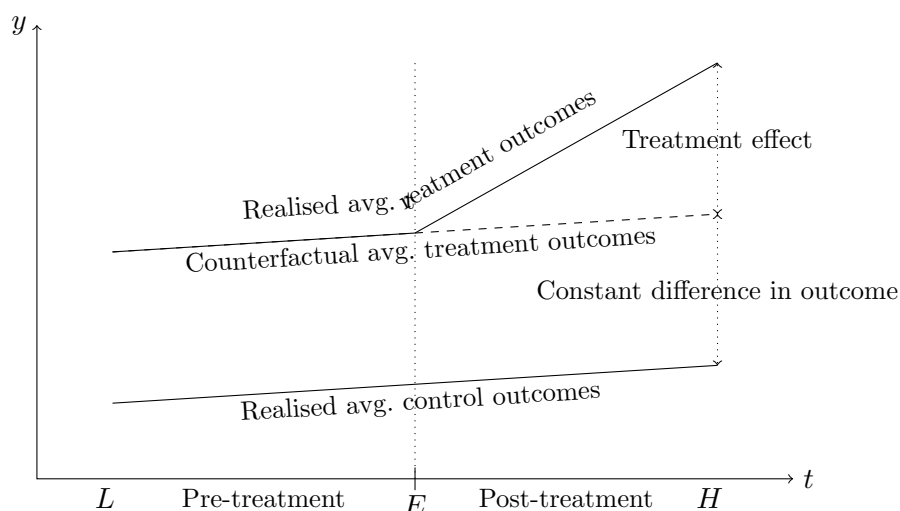 y
Realised avg. treatment outcomes
Treatment effect
Counterfactual avg. treatment outcomes
Constant difference in outcome
Realised avg. control outcomes
t
L
Pre-treatment
E
Post-treatment
H